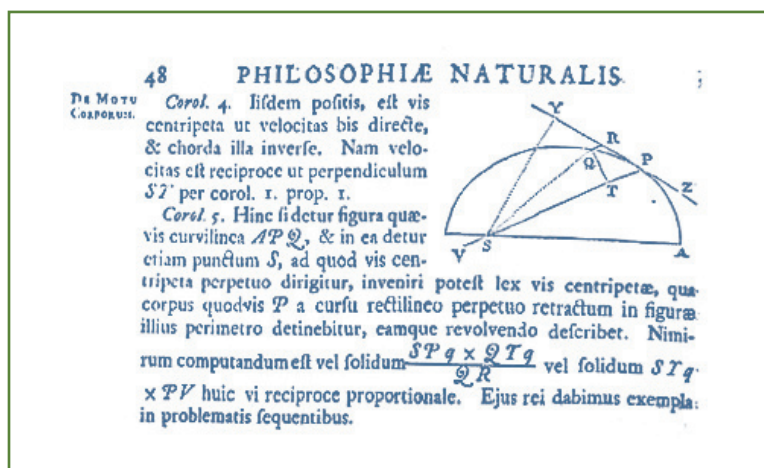 48 PHILOSOPHIÆ NATURALIS
DE MOTU
CORPORUM.
Corol. 4. Iiſdem poſitis, eſt vis
centripeta ut velocitas bis directe,
& chorda illa inverſe. Nam velo-
citas eſt reciproce ut perpendiculum
SY per corol. 1. prop. 1.
Corol. 5. Hinc ſi detur figura quæ-
vis curvilinea APQ, & in ea detur
etiam punctum S, ad quod vis cen-
tripeta perpetuo dirigitur, inveniri poteſt lex vis centripetæ, qua
corpus quodvis P a curſu rectilineo perpetuo retractum in figuræ
illius perimetro detinebitur, eamque revolvendo deſcribet. Nimi-
rum computandum eſt vel ſolidum SPq × QTq / QR vel ſolidum SYq
× PV huic vi reciproce proportionale. Ejus rei dabimus exempla
in problematis ſequentibus.
Y
R
P
Q
T
Z
V
S
A